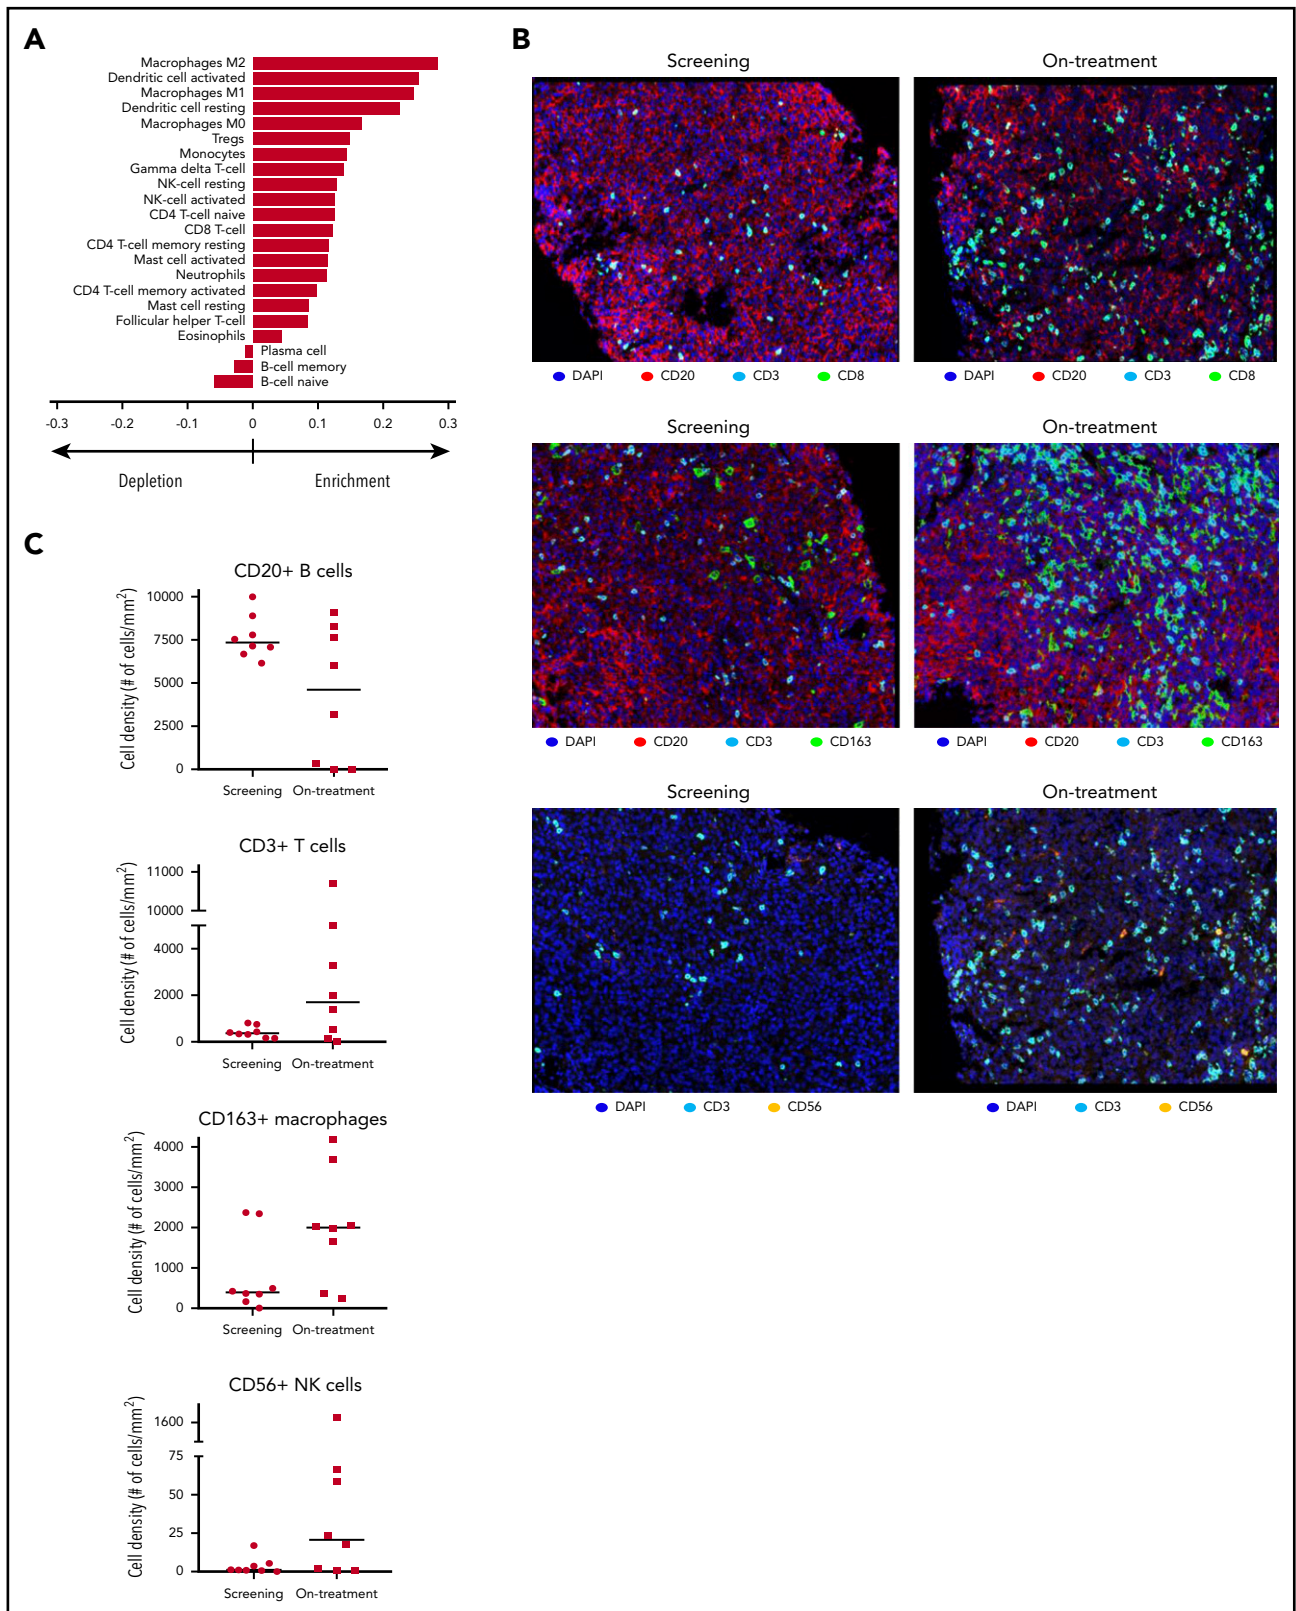 A
Macrophages M2
Dendritic cell activated
Macrophages M1
Dendritic cell resting
Macrophages M0
Tregs
Monocytes
Gamma delta T-cell
NK-cell resting
NK-cell activated
CD4 T-cell naive
CD8 T-cell
CD4 T-cell memory resting
Mast cell activated
Neutrophils
CD4 T-cell memory activated
Mast cell resting
Follicular helper T-cell
Eosinophils
Plasma cell
B-cell memory
B-cell naive
-0.3 -0.2 -0.1 0 0.1 0.2 0.3
Depletion Enrichment
B
Screening On-treatment
DAPI CD20 CD3 CD8 DAPI CD20 CD3 CD8
Screening On-treatment
DAPI CD20 CD3 CD163 DAPI CD20 CD3 CD163
Screening On-treatment
DAPI CD3 CD56 DAPI CD3 CD56
C
CD20+ B cells
Cell density (# of cells/mm²)
10000
7500
5000
2500
0
Screening On-treatment
CD3+ T cells
Cell density (# of cells/mm²)
11000
10000
4000
2000
0
Screening On-treatment
CD163+ macrophages
Cell density (# of cells/mm²)
4000
3000
2000
1000
0
Screening On-treatment
CD56+ NK cells
Cell density (# of cells/mm²)
1600
75
50
25
0
Screening On-treatment